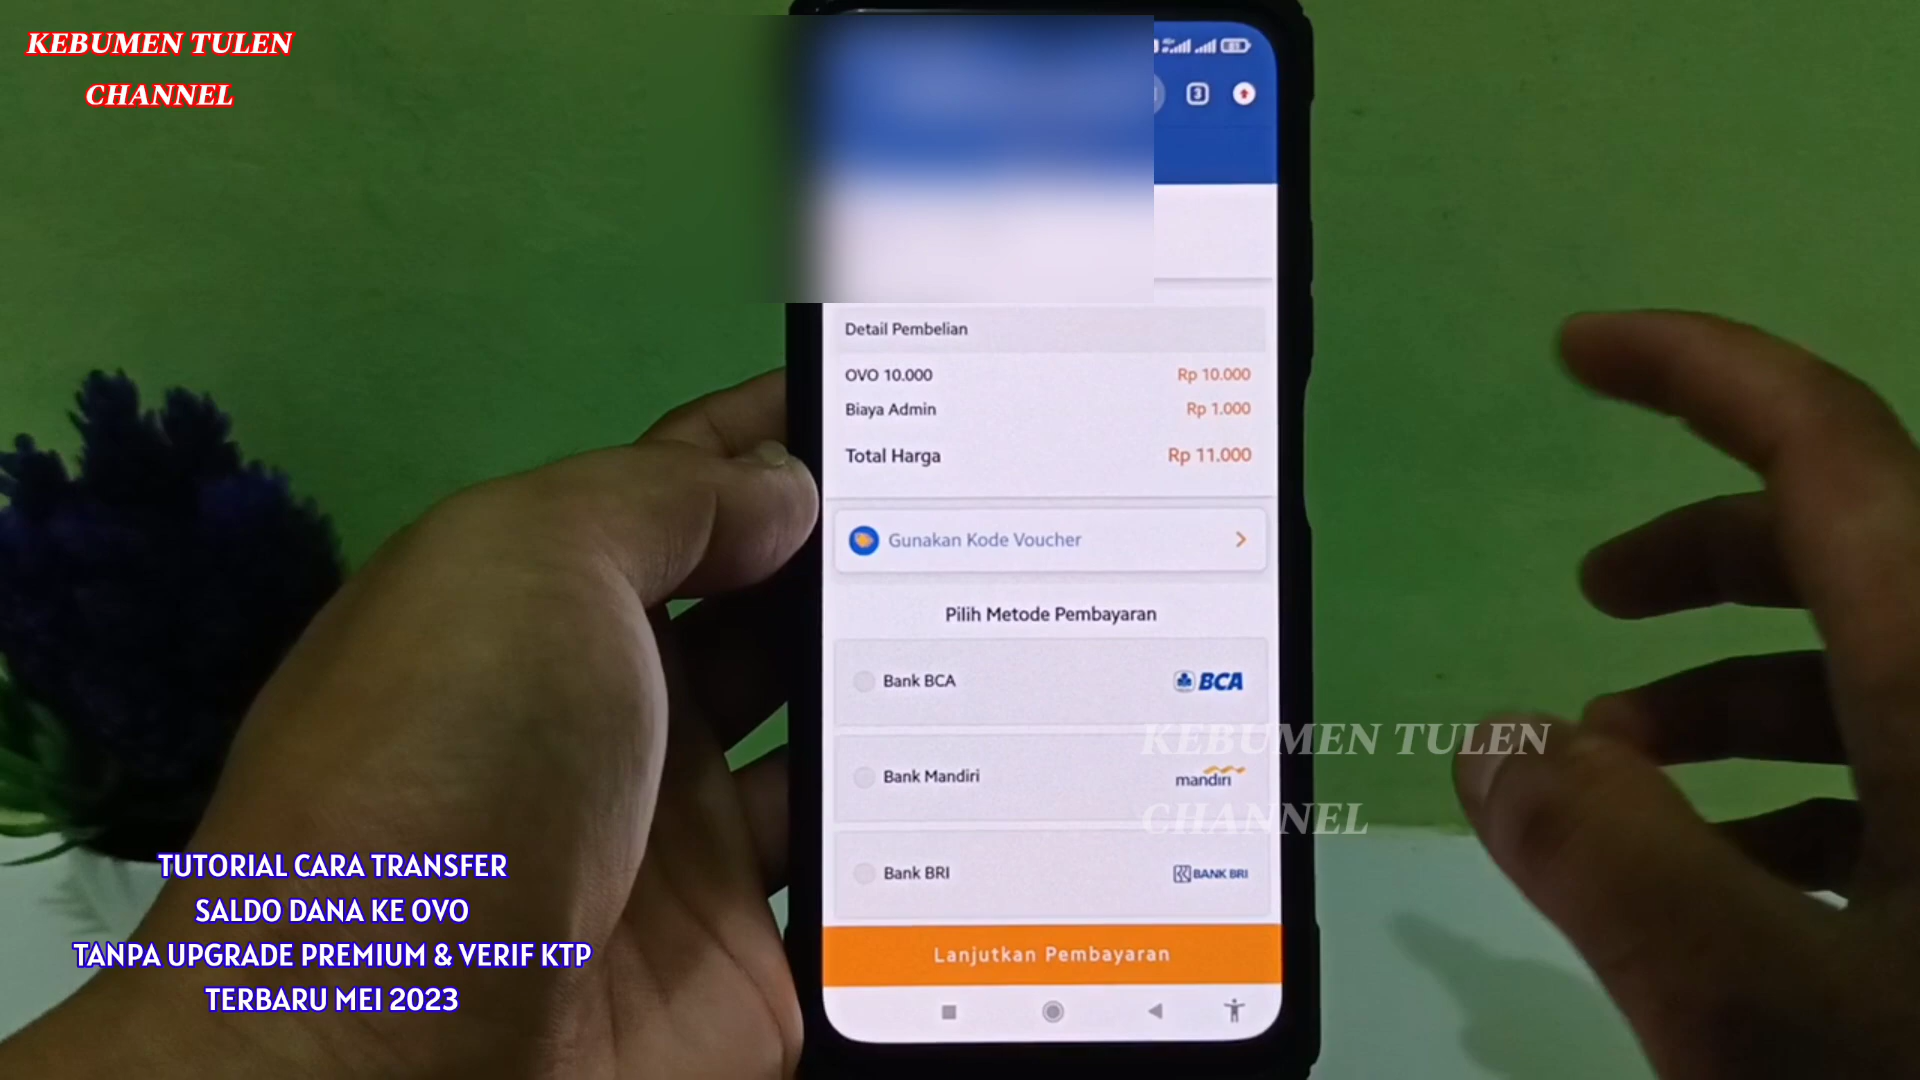 KEBUMEN TULEN
CHANNEL
3
Detail Pembelian
OVO 10.000 Rp 10.000
Biaya Admin Rp 1.000
Total Harga Rp 11.000
Gunakan Kode Voucher
Pilih Metode Pembayaran
Bank BCA BCA
Bank Mandiri mandiri
Bank BRI BANK BRI
Lanjutkan Pembayaran
KEBUMEN TULEN
CHANNEL
TUTORIAL CARA TRANSFER
SALDO DANA KE OVO
TANPA UPGRADE PREMIUM & VERIF KTP
TERBARU MEI 2023